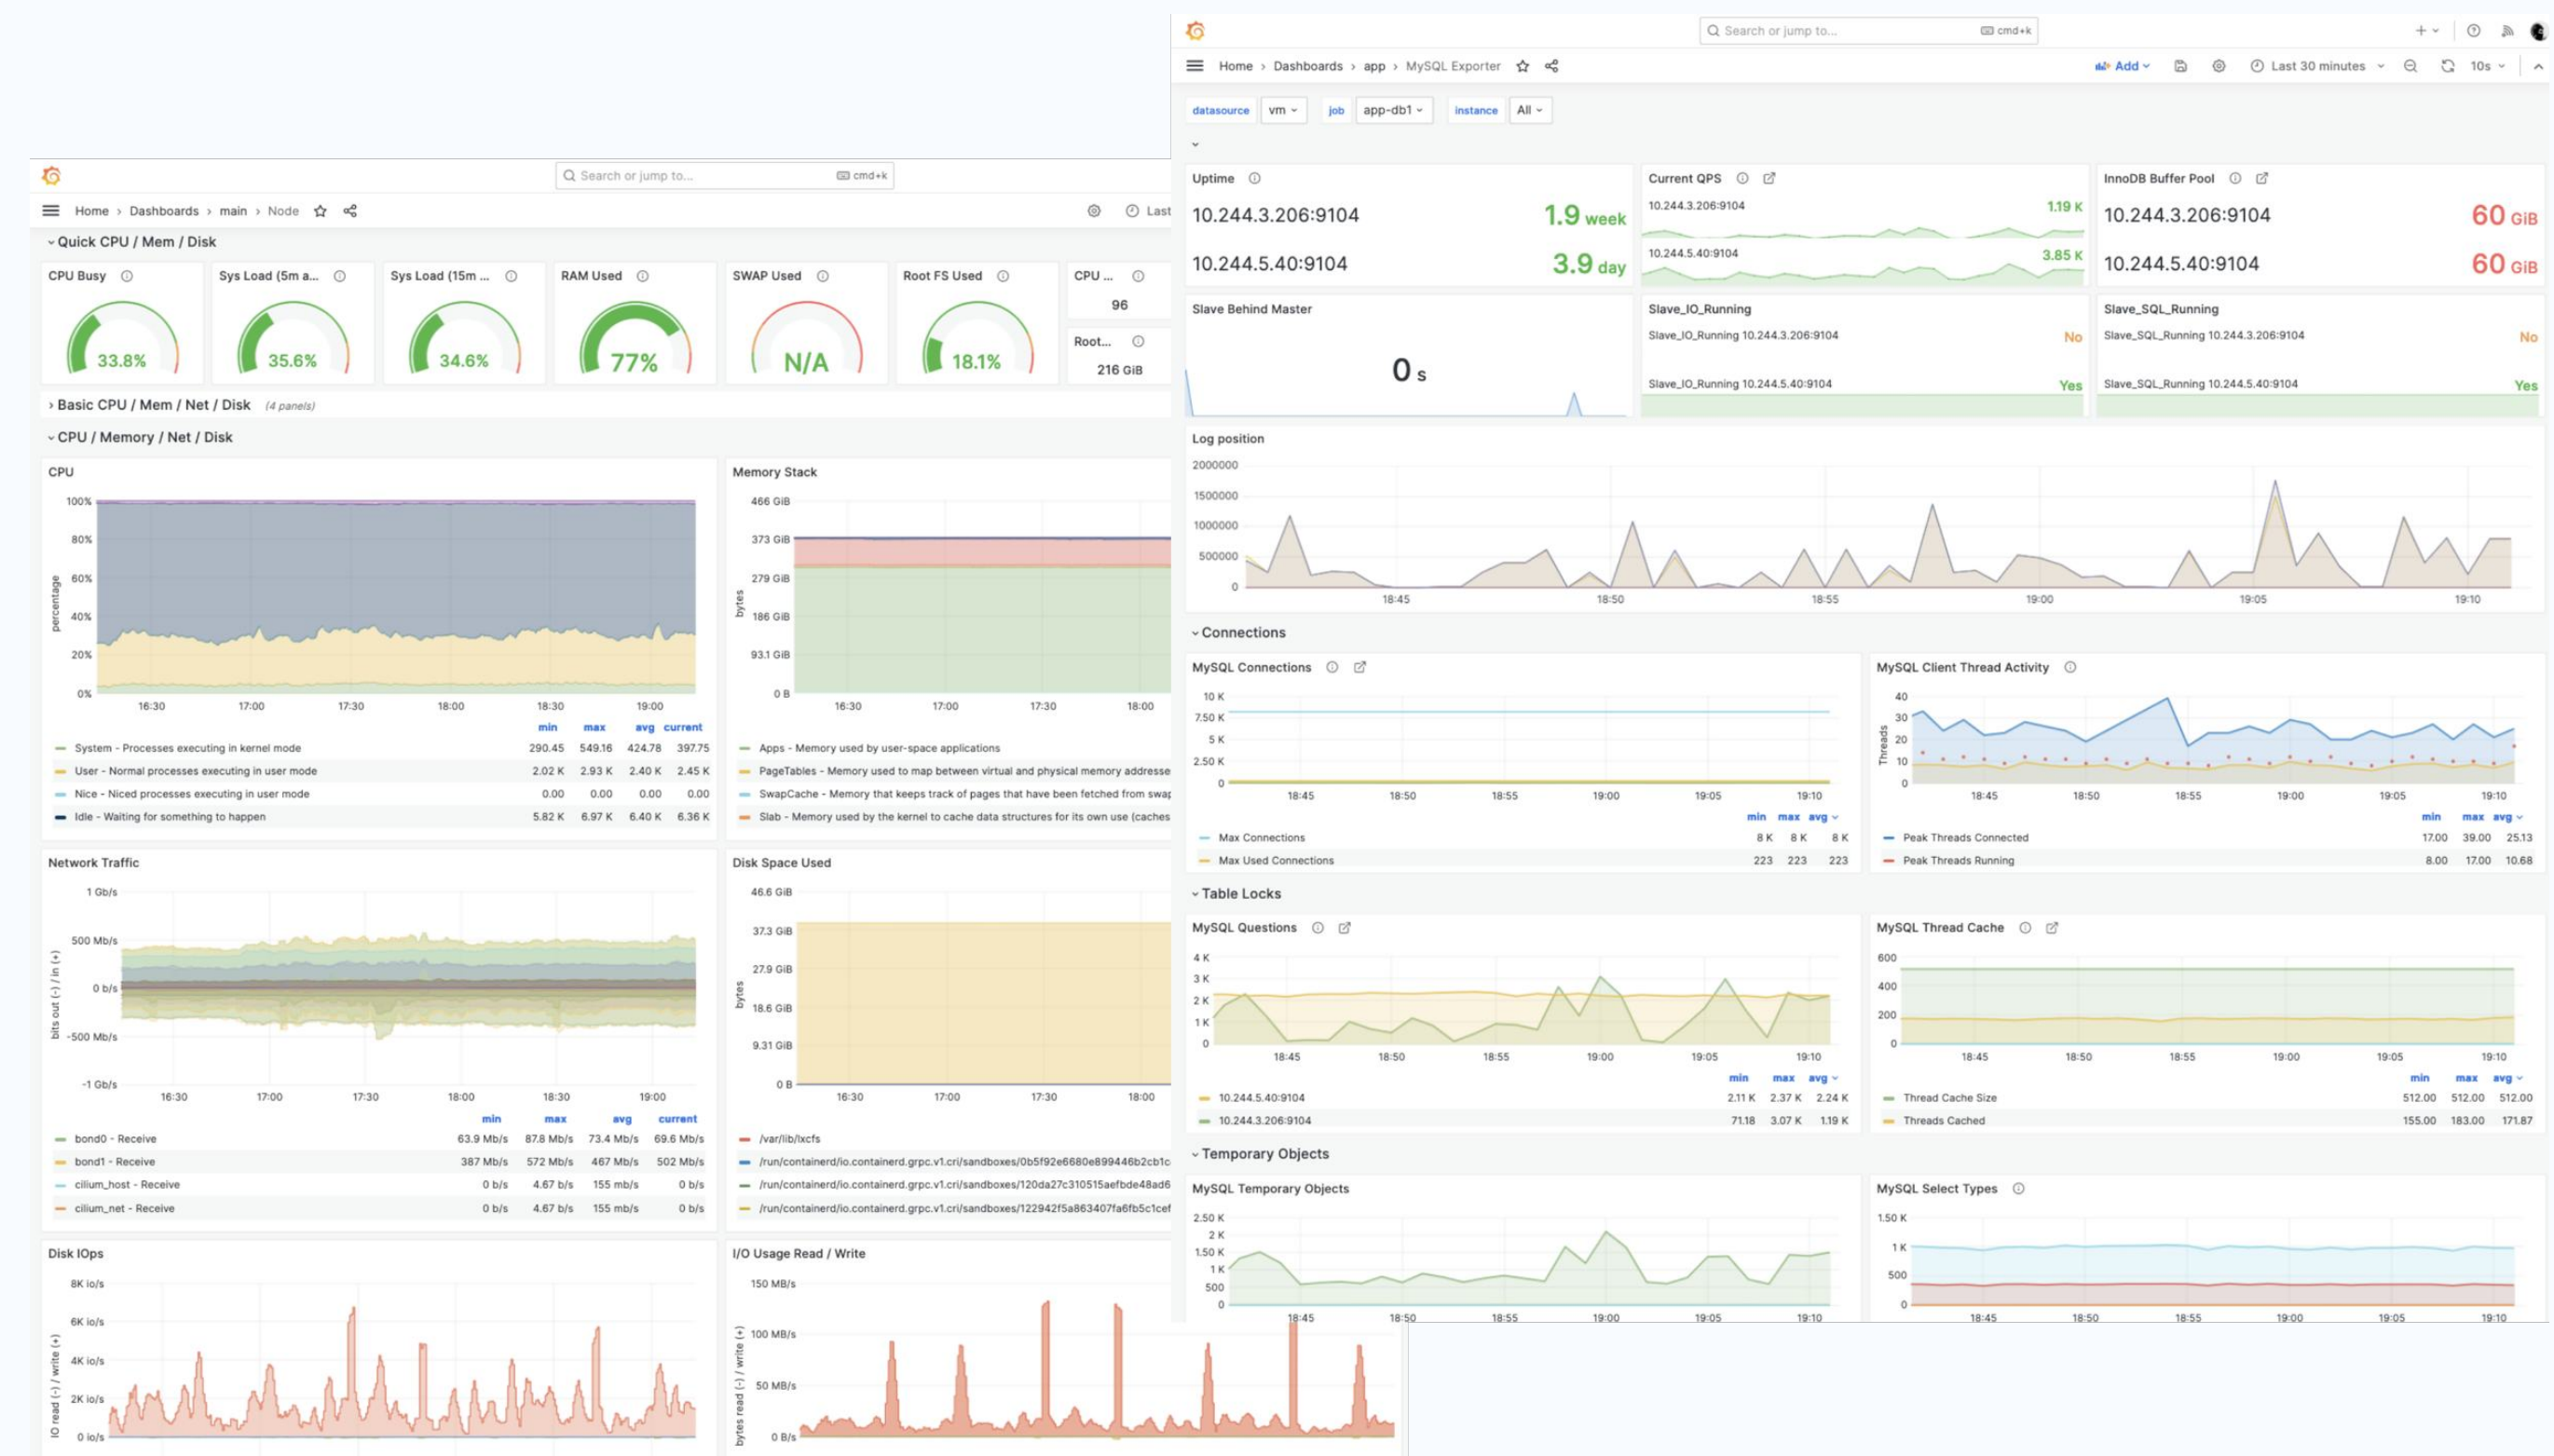 Search or jump to... cmd+k
Home > Dashboards > main > Node Last
Quick CPU / Mem / Disk
CPU Busy
33.8%
Sys Load (5m a...
35.6%
Sys Load (15m ...
34.6%
RAM Used
77%
SWAP Used
N/A
Root FS Used
18.1%
CPU ...
96
Root...
216 GiB
Basic CPU / Mem / Net / Disk (4 panels)
CPU / Memory / Net / Disk
CPU
percentage
100%
80%
60%
40%
20%
0%
16:30 17:00 17:30 18:00 18:30 19:00
min max avg current
System - Processes executing in kernel mode 290.45 549.16 424.78 397.75
User - Normal processes executing in user mode 2.02 K 2.93 K 2.40 K 2.45 K
Nice - Niced processes executing in user mode 0.00 0.00 0.00 0.00
Idle - Waiting for something to happen 5.82 K 6.97 K 6.40 K 6.36 K
Memory Stack
bytes
466 GiB
373 GiB
279 GiB
186 GiB
93.1 GiB
0 B
16:30 17:00 17:30 18:00
Apps - Memory used by user-space applications
PageTables - Memory used to map between virtual and physical memory addresse
SwapCache - Memory that keeps track of pages that have been fetched from swap
Slab - Memory used by the kernel to cache data structures for its own use (caches
Network Traffic
bits out (-) / in (+)
1 Gb/s
500 Mb/s
0 b/s
-500 Mb/s
-1 Gb/s
16:30 17:00 17:30 18:00 18:30 19:00
min max avg current
bond0 - Receive 63.9 Mb/s 87.8 Mb/s 73.4 Mb/s 69.6 Mb/s
bond1 - Receive 387 Mb/s 572 Mb/s 467 Mb/s 502 Mb/s
cilium_host - Receive 0 b/s 4.67 b/s 155 mb/s 0 b/s
cilium_net - Receive 0 b/s 4.67 b/s 155 mb/s 0 b/s
Disk Space Used
bytes
46.6 GiB
37.3 GiB
27.9 GiB
18.6 GiB
9.31 GiB
0 B
16:30 17:00 17:30 18:00
/var/lib/lxcfs
/run/containerd/io.containerd.grpc.v1.cri/sandboxes/0b5f92e6680e899446b2cb1c
/run/containerd/io.containerd.grpc.v1.cri/sandboxes/120da27c310515aefbde48ad6
/run/containerd/io.containerd.grpc.v1.cri/sandboxes/122942f5a863407fa6fb5c1cef
Disk IOps
IO read (-) / write (+)
8K io/s
6K io/s
4K io/s
2K io/s
0 io/s
I/O Usage Read / Write
bytes read (-) / write (+)
150 MB/s
100 MB/s
50 MB/s
0 B/s
Search or jump to... cmd+k
Home > Dashboards > app > MySQL Exporter Add Last 30 minutes 10s
datasource vm job app-db1 instance All
Uptime
10.244.3.206:9104 1.9 week
10.244.5.40:9104 3.9 day
Current QPS
10.244.3.206:9104 1.19 K
10.244.5.40:9104 3.85 K
InnoDB Buffer Pool
10.244.3.206:9104 60 GiB
10.244.5.40:9104 60 GiB
Slave Behind Master
0 s
Slave_IO_Running
Slave_IO_Running 10.244.3.206:9104 No
Slave_IO_Running 10.244.5.40:9104 Yes
Slave_SQL_Running
Slave_SQL_Running 10.244.3.206:9104 No
Slave_SQL_Running 10.244.5.40:9104 Yes
Log position
2000000
1500000
1000000
500000
0
18:45 18:50 18:55 19:00 19:05 19:10
Connections
MySQL Connections
10 K
7.50 K
5 K
2.50 K
0
18:45 18:50 18:55 19:00 19:05 19:10
min max avg
Max Connections 8 K 8 K 8 K
Max Used Connections 223 223 223
MySQL Client Thread Activity
Threads
40
30
20
10
0
18:45 18:50 18:55 19:00 19:05 19:10
min max avg
Peak Threads Connected 17.00 39.00 25.13
Peak Threads Running 8.00 17.00 10.68
Table Locks
MySQL Questions
4 K
3 K
2 K
1 K
0
18:45 18:50 18:55 19:00 19:05 19:10
min max avg
10.244.5.40:9104 2.11 K 2.37 K 2.24 K
10.244.3.206:9104 71.18 3.07 K 1.19 K
MySQL Thread Cache
600
400
200
0
18:45 18:50 18:55 19:00 19:05 19:10
min max avg
Thread Cache Size 512.00 512.00 512.00
Threads Cached 155.00 183.00 171.87
Temporary Objects
MySQL Temporary Objects
2.50 K
2 K
1.50 K
1 K
500
0
18:45 18:50 18:55 19:00 19:05 19:10
MySQL Select Types
1.50 K
1 K
500
0
18:45 18:50 18:55 19:00 19:05 19:10